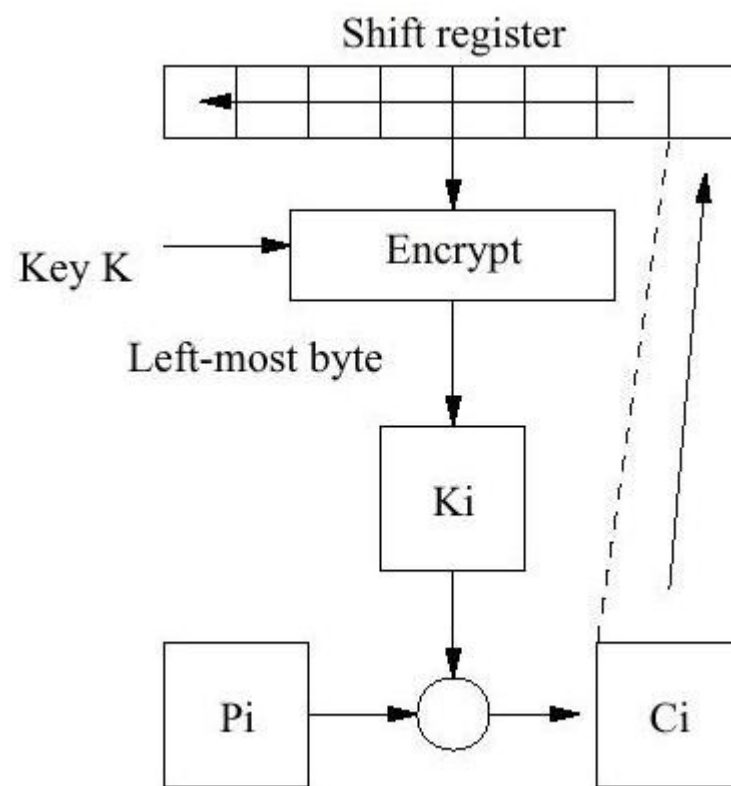 Shift register
Encrypt
Key K
Left-most byte
Ki
Pi
Ci